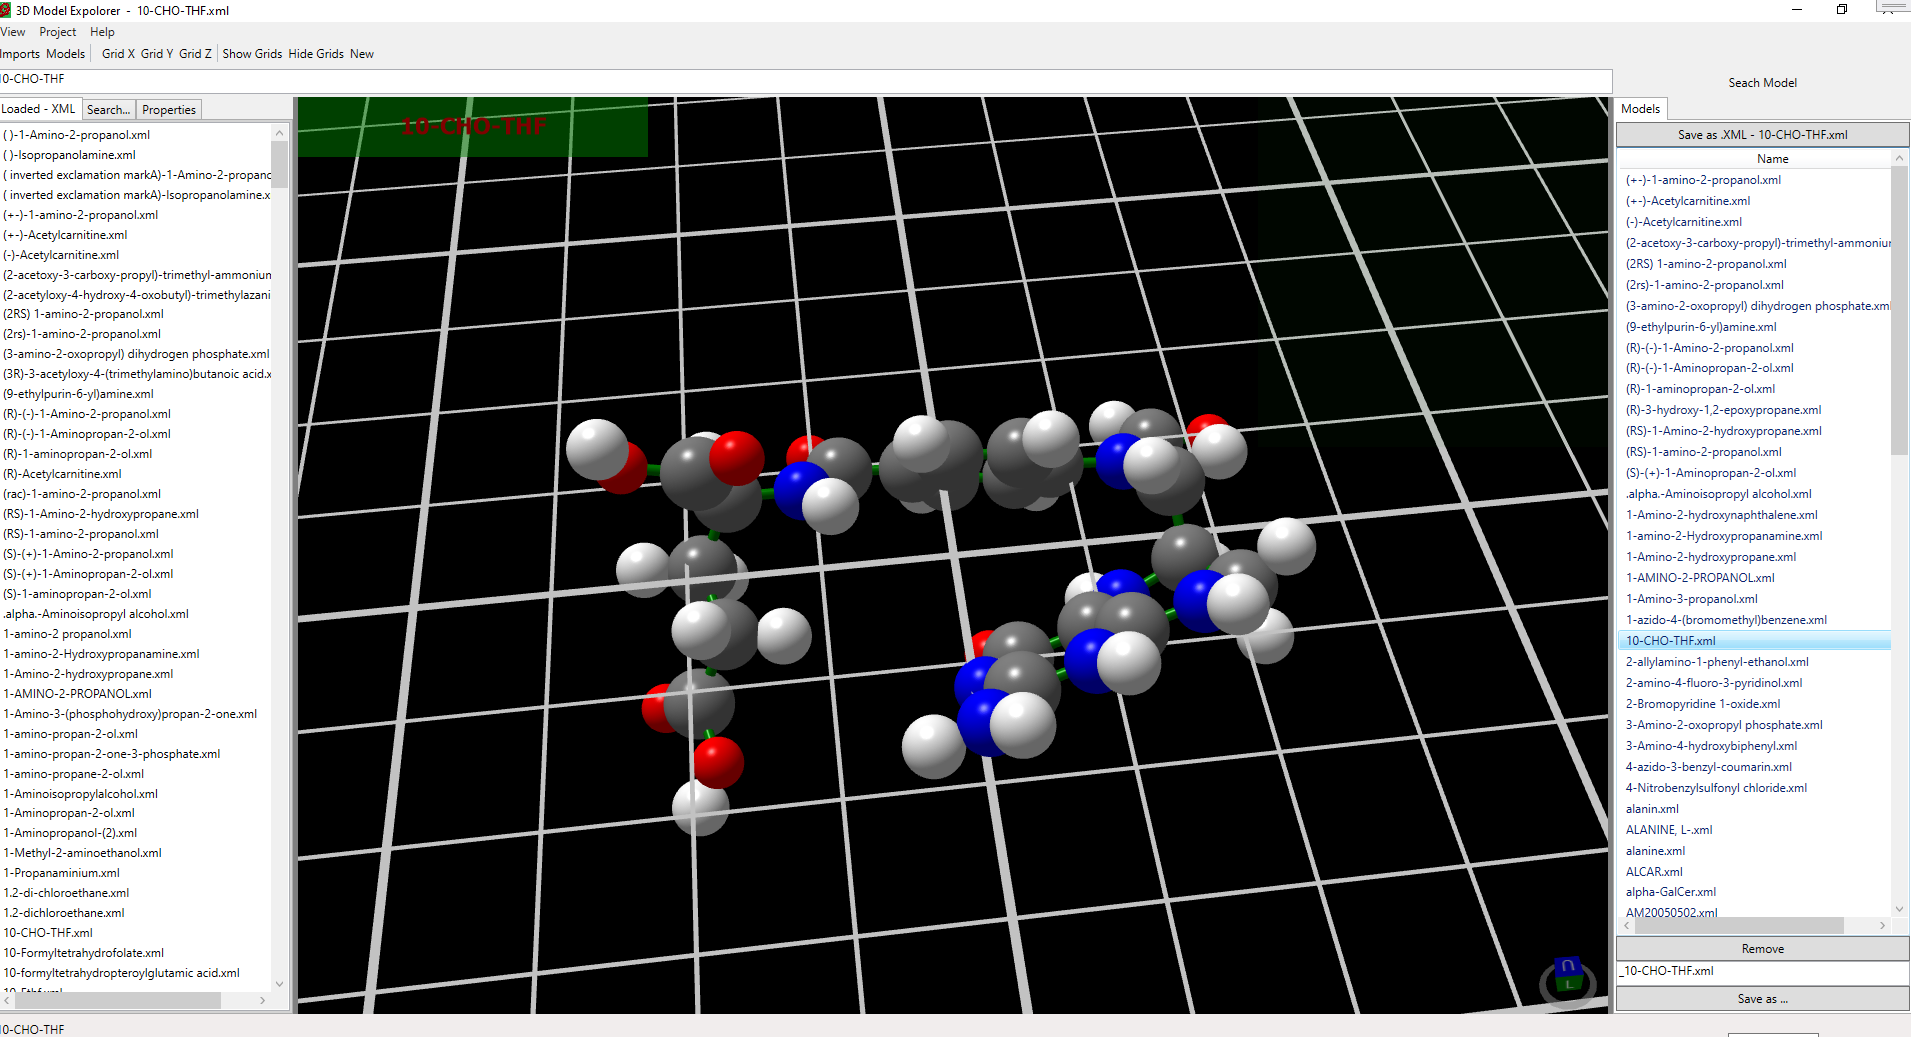 3D Model Expolorer - 10-CHO-THF.xml
View Project Help
Imports Models Grid X Grid Y Grid Z Show Grids Hide Grids New
10-CHO-THF
Seach Model
Loaded - XML Search... Properties
( )-1-Amino-2-propanol.xml
( )-Isopropanolamine.xml
( inverted exclamation markA)-1-Amino-2-propanc
( inverted exclamation markA)-Isopropanolamine.x
(+-)-1-amino-2-propanol.xml
(+-)-Acetylcarnitine.xml
(-)-Acetylcarnitine.xml
(2-acetoxy-3-carboxy-propyl)-trimethyl-ammoniun
(2-acetyloxy-4-hydroxy-4-oxobutyl)-trimethylazani
(2RS) 1-amino-2-propanol.xml
(2rs)-1-amino-2-propanol.xml
(3-amino-2-oxopropyl) dihydrogen phosphate.xml
(3R)-3-acetyloxy-4-(trimethylamino)butanoic acid.x
(9-ethylpurin-6-yl)amine.xml
(R)-(-)-1-Amino-2-propanol.xml
(R)-(-)-1-Aminopropan-2-ol.xml
(R)-1-aminopropan-2-ol.xml
(R)-Acetylcarnitine.xml
(rac)-1-amino-2-propanol.xml
(RS)-1-Amino-2-hydroxypropane.xml
(RS)-1-amino-2-propanol.xml
(S)-(+)-1-Amino-2-propanol.xml
(S)-(+)-1-Aminopropan-2-ol.xml
(S)-1-aminopropan-2-ol.xml
.alpha.-Aminoisopropyl alcohol.xml
1-amino-2 propanol.xml
1-amino-2-Hydroxypropanamine.xml
1-Amino-2-hydroxypropane.xml
1-AMINO-2-PROPANOL.xml
1-Amino-3-(phosphohydroxy)propan-2-one.xml
1-amino-propan-2-ol.xml
1-amino-propan-2-one-3-phosphate.xml
1-amino-propane-2-ol.xml
1-Aminoisopropylalcohol.xml
1-Aminopropan-2-ol.xml
1-Aminopropanol-(2).xml
1-Methyl-2-aminoethanol.xml
1-Propanaminium.xml
1.2-di-chloroethane.xml
1.2-dichloroethane.xml
10-CHO-THF.xml
10-Formyltetrahydrofolate.xml
10-formyltetrahydropteroylglutamic acid.xml
10-CHO-THF
10-CHO-THF
Models
Save as .XML - 10-CHO-THF.xml
Name
(+-)-1-amino-2-propanol.xml
(+-)-Acetylcarnitine.xml
(-)-Acetylcarnitine.xml
(2-acetoxy-3-carboxy-propyl)-trimethyl-ammoniur
(2RS) 1-amino-2-propanol.xml
(2rs)-1-amino-2-propanol.xml
(3-amino-2-oxopropyl) dihydrogen phosphate.xml
(9-ethylpurin-6-yl)amine.xml
(R)-(-)-1-Amino-2-propanol.xml
(R)-(-)-1-Aminopropan-2-ol.xml
(R)-1-aminopropan-2-ol.xml
(R)-3-hydroxy-1,2-epoxypropane.xml
(RS)-1-Amino-2-hydroxypropane.xml
(RS)-1-amino-2-propanol.xml
(S)-(+)-1-Aminopropan-2-ol.xml
.alpha.-Aminoisopropyl alcohol.xml
1-Amino-2-hydroxynaphthalene.xml
1-amino-2-Hydroxypropanamine.xml
1-Amino-2-hydroxypropane.xml
1-AMINO-2-PROPANOL.xml
1-Amino-3-propanol.xml
1-azido-4-(bromomethyl)benzene.xml
10-CHO-THF.xml
2-allylamino-1-phenyl-ethanol.xml
2-amino-4-fluoro-3-pyridinol.xml
2-Bromopyridine 1-oxide.xml
3-Amino-2-oxopropyl phosphate.xml
3-Amino-4-hydroxybiphenyl.xml
4-azido-3-benzyl-coumarin.xml
4-Nitrobenzylsulfonyl chloride.xml
alanin.xml
ALANINE, L-.xml
alanine.xml
ALCAR.xml
alpha-GalCer.xml
AM20050502.xml
Remove
_10-CHO-THF.xml
Save as ...